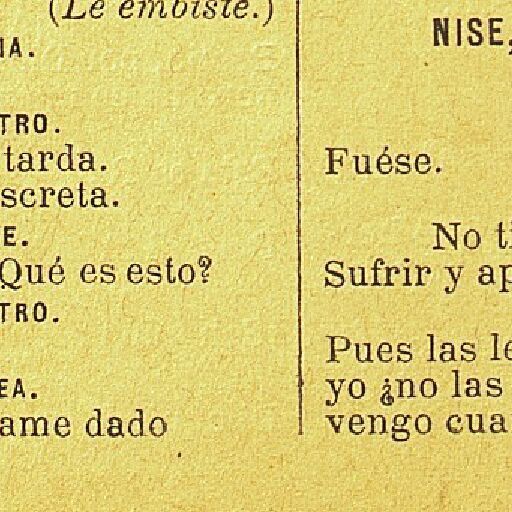 (Le embiste.)
IA.
TRO.
tarda.
screta.
E.
Qué es esto?
TRO.
EA.
ame dado
NISE,
Fuése.
No ti
Sufrir y ap
Pues las le
yo ¿no las
vengo cua